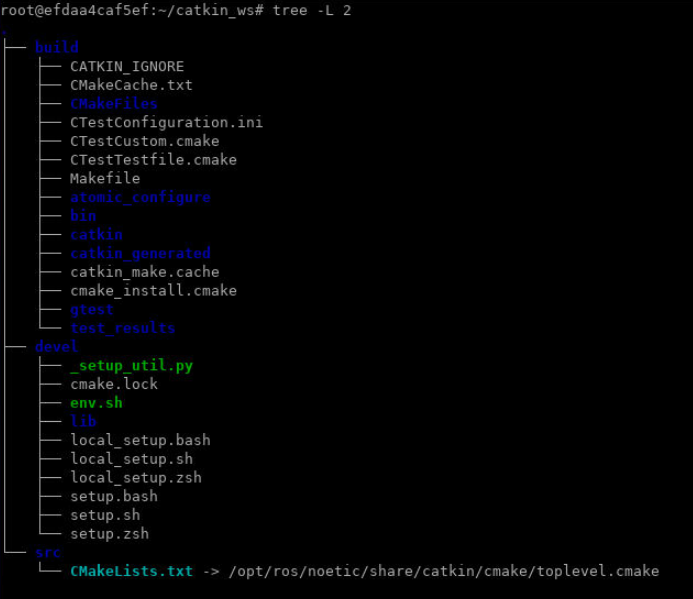 root@efdaa4caf5ef:~/catkin_ws# tree -L 2
.
├── build
│   ├── CATKIN_IGNORE
│   ├── CMakeCache.txt
│   ├── CMakeFiles
│   ├── CTestConfiguration.ini
│   ├── CTestCustom.cmake
│   ├── CTestTestfile.cmake
│   ├── Makefile
│   ├── atomic_configure
│   ├── bin
│   ├── catkin
│   ├── catkin_generated
│   ├── catkin_make.cache
│   ├── cmake_install.cmake
│   ├── gtest
│   └── test_results
├── devel
│   ├── _setup_util.py
│   ├── cmake.lock
│   ├── env.sh
│   ├── lib
│   ├── local_setup.bash
│   ├── local_setup.sh
│   ├── local_setup.zsh
│   ├── setup.bash
│   ├── setup.sh
│   └── setup.zsh
└── src
    └── CMakeLists.txt -> /opt/ros/noetic/share/catkin/cmake/toplevel.cmake